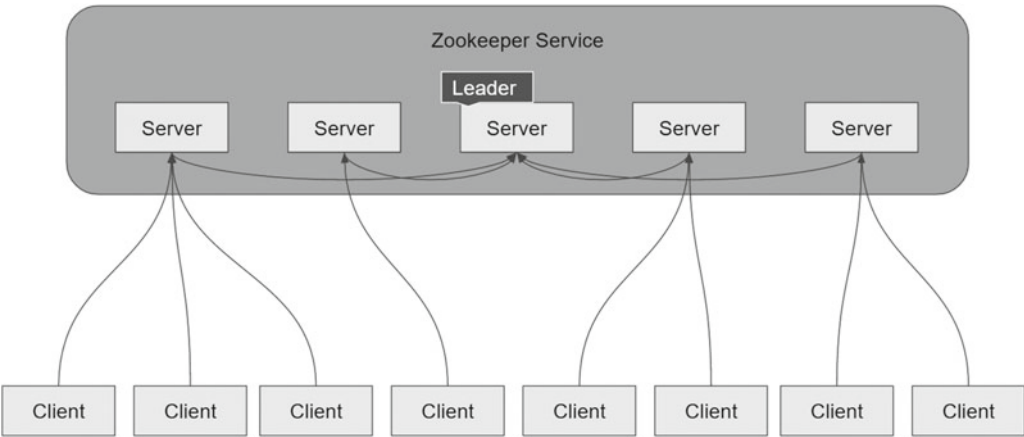 Zookeeper Service
Leader
Server
Server
Server
Server
Server
Client
Client
Client
Client
Client
Client
Client
Client